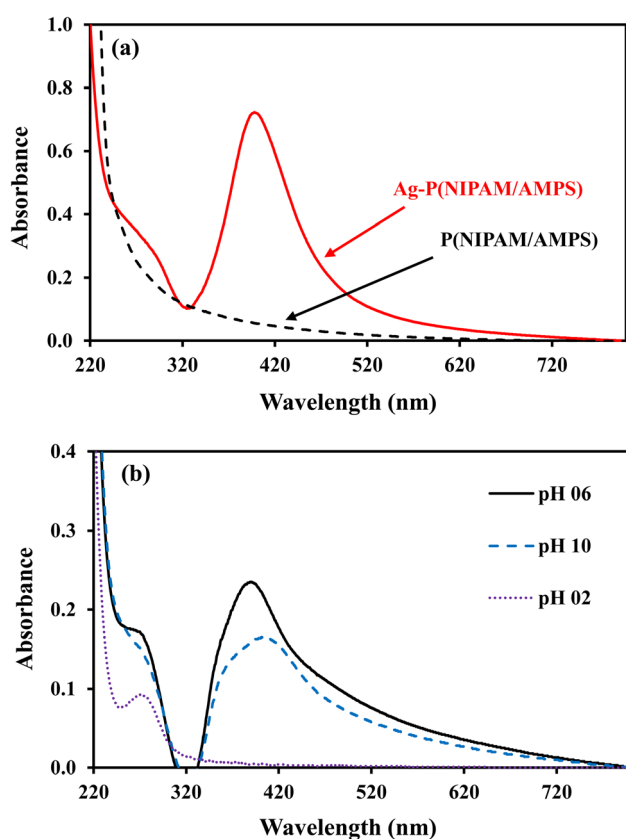 (a)
1.0
0.8
0.6
0.4
0.2
0.0
Absorbance
Ag-P(NIPAM/AMPS)
P(NIPAM/AMPS)
220 320 420 520 620 720
Wavelength (nm)
(b)
0.4
0.3
0.2
0.1
0.0
Absorbance
pH 06
pH 10
pH 02
220 320 420 520 620 720
Wavelength (nm)